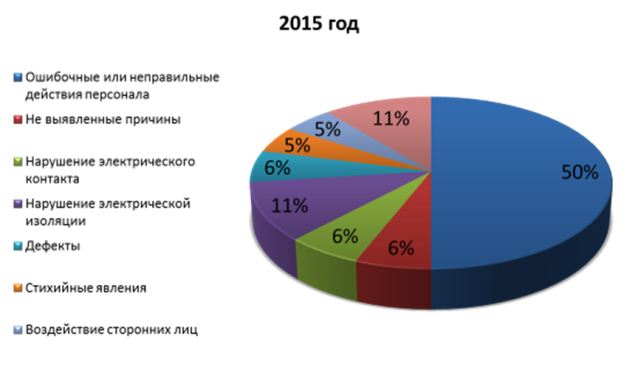 2015 год
Ошибочные или неправильные
действия персонала
Не выявленные причины
Нарушение электрического
контакта
Нарушение электрической
изоляции
Дефекты
Стихийные явления
Воздействие сторонних лиц
11%
5%
5%
6%
50%
11%
6%
6%